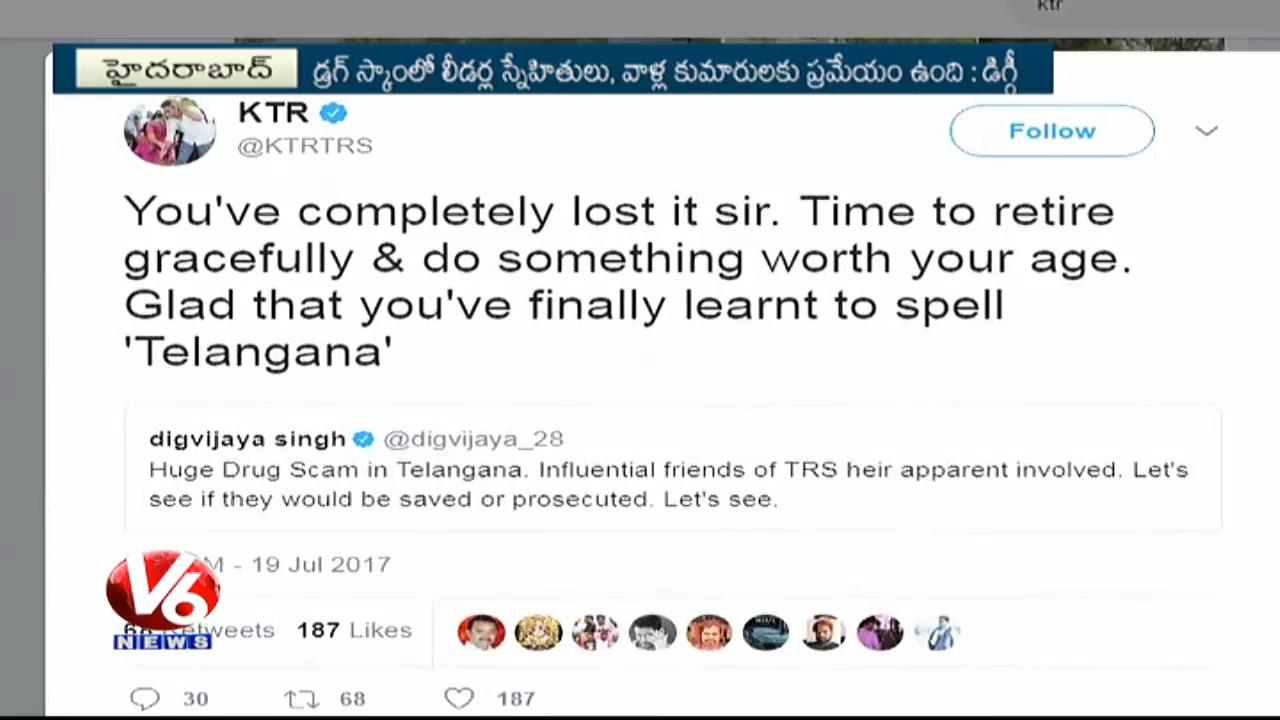 ktr
హైదరాబాద్ డ్రగ్ స్కాంలో లీడర్ల స్నేహితులు, వాళ్ల కుమారులకు ప్రమేయం ఉంది : డిగ్గీ
KTR
@KTRTRS
Follow
You've completely lost it sir. Time to retire
gracefully & do something worth your age.
Glad that you've finally learnt to spell
'Telangana'
digvijaya singh @digvijaya_28
Huge Drug Scam in Telangana. Influential friends of TRS heir apparent involved. Let's
see if they would be saved or prosecuted. Let's see.
- 19 Jul 2017
V6
NEWS
187 Likes
30 68 187